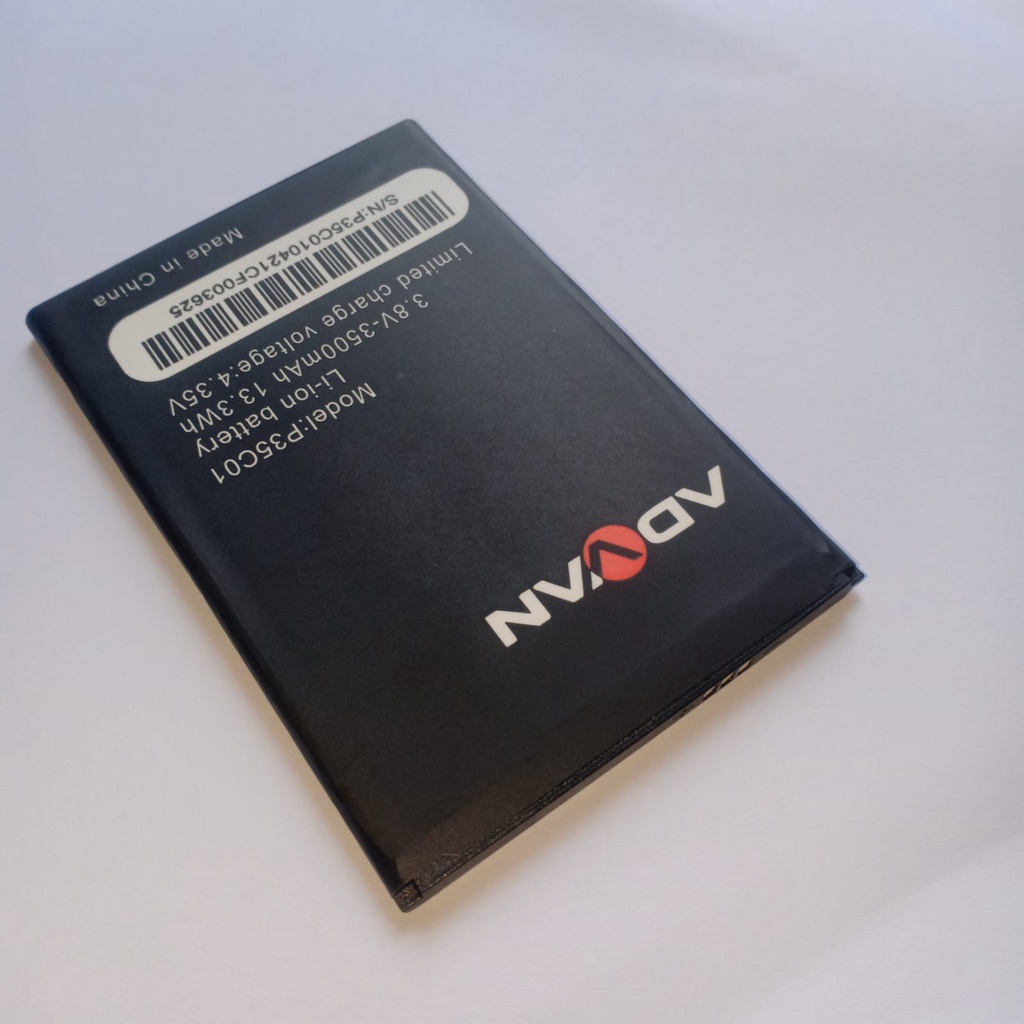 ADVAN
Model:P35C01
Li-ion battery
3.8V-3500mAh 13.3Wh
Limited charge voltage:4.35V
S/N:P35C010421CF003625
Made in China